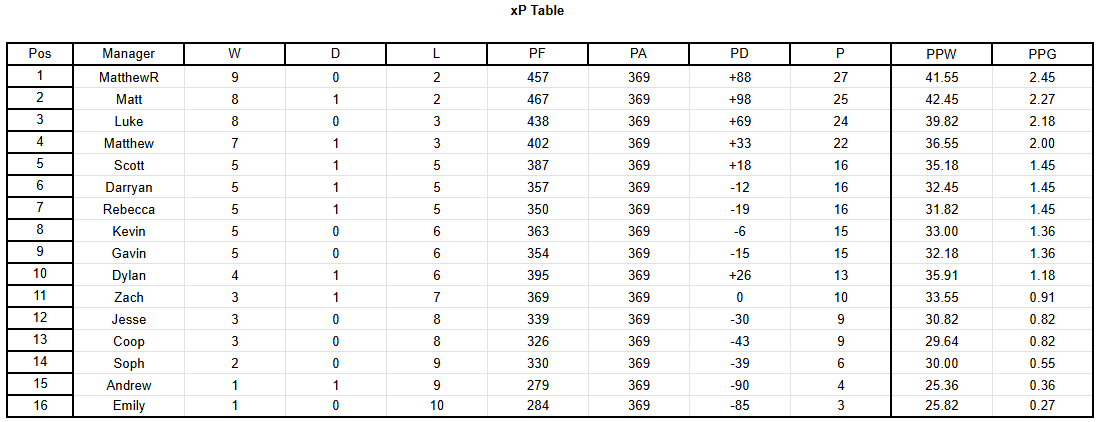 xP Table
Pos Manager W D L PF PA PD P PPW PPG
1 MatthewR 9 0 2 457 369 +88 27 41.55 2.45
2 Matt 8 1 2 467 369 +98 25 42.45 2.27
3 Luke 8 0 3 438 369 +69 24 39.82 2.18
4 Matthew 7 1 3 402 369 +33 22 36.55 2.00
5 Scott 5 1 5 387 369 +18 16 35.18 1.45
6 Darryan 5 1 5 357 369 -12 16 32.45 1.45
7 Rebecca 5 1 5 350 369 -19 16 31.82 1.45
8 Kevin 5 0 6 363 369 -6 15 33.00 1.36
9 Gavin 5 0 6 354 369 -15 15 32.18 1.36
10 Dylan 4 1 6 395 369 +26 13 35.91 1.18
11 Zach 3 1 7 369 369 0 10 33.55 0.91
12 Jesse 3 0 8 339 369 -30 9 30.82 0.82
13 Coop 3 0 8 326 369 -43 9 29.64 0.82
14 Soph 2 0 9 330 369 -39 6 30.00 0.55
15 Andrew 1 1 9 279 369 -90 4 25.36 0.36
16 Emily 1 0 10 284 369 -85 3 25.82 0.27